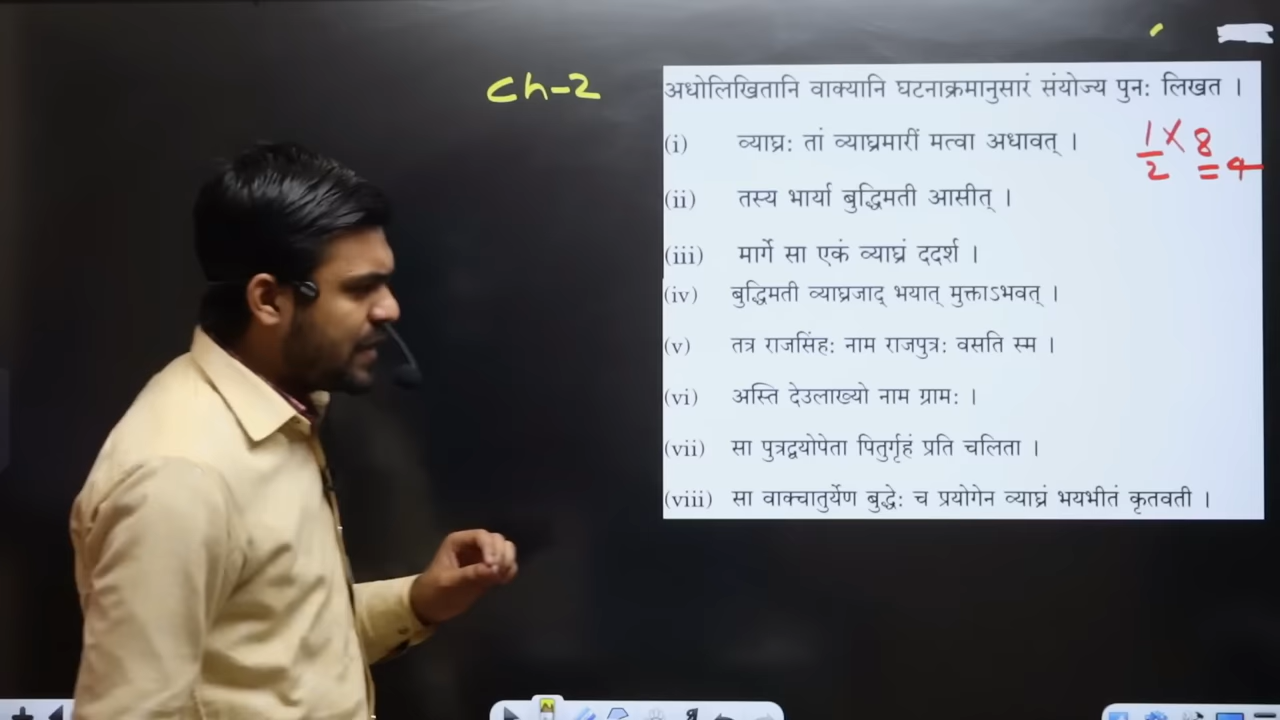 Ch-2
अधोलिखितानि वाक्यानि घटनाक्रमानुसारं संयोज्य पुनः लिखत ।
(i) व्याघ्रः तां व्याघ्रमारीं मत्वा अधावत् ।
1/2 × 8 = 4
(ii) तस्य भार्या बुद्धिमती आसीत् ।
(iii) मार्गे सा एकं व्याघ्रं ददर्श ।
(iv) बुद्धिमती व्याघ्रजाद् भयात् मुक्ताऽभवत् ।
(v) तत्र राजसिंहः नाम राजपुत्रः वसति स्म ।
(vi) अस्ति देउलाख्यो नाम ग्रामः ।
(vii) सा पुत्रद्वयोपेता पितुर्गृहं प्रति चलिता ।
(viii) सा वाक्चातुर्येण बुद्धेः च प्रयोगेन व्याघ्रं भयभीतं कृतवती ।